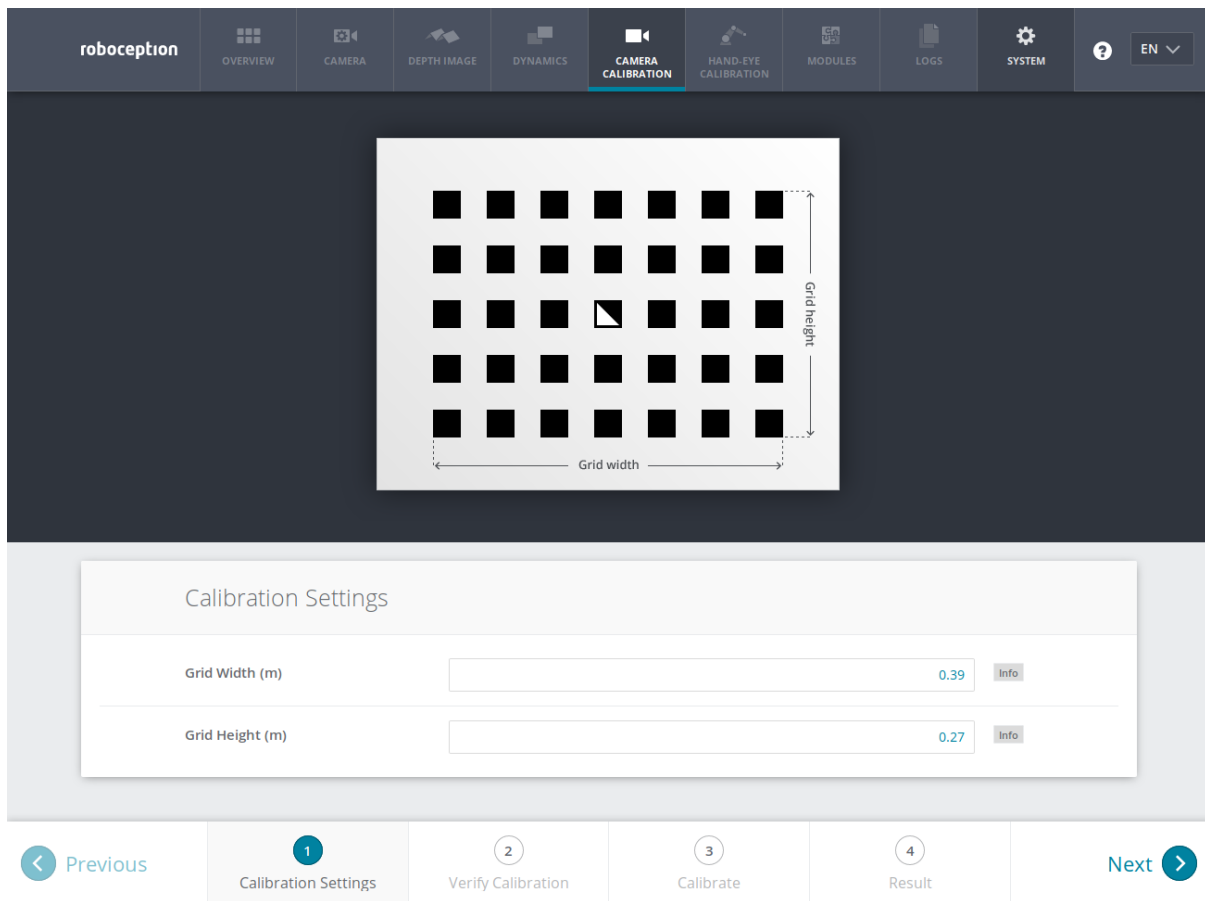 roboception
OVERVIEW
CAMERA
DEPTH IMAGE
DYNAMICS
CAMERA
CALIBRATION
HAND-EYE
CALIBRATION
MODULES
LOGS
SYSTEM
?
EN
Grid height
Grid width
Calibration Settings
Grid Width (m)
0.39
Info
Grid Height (m)
0.27
Info
Previous
1
Calibration Settings
2
Verify Calibration
3
Calibrate
4
Result
Next